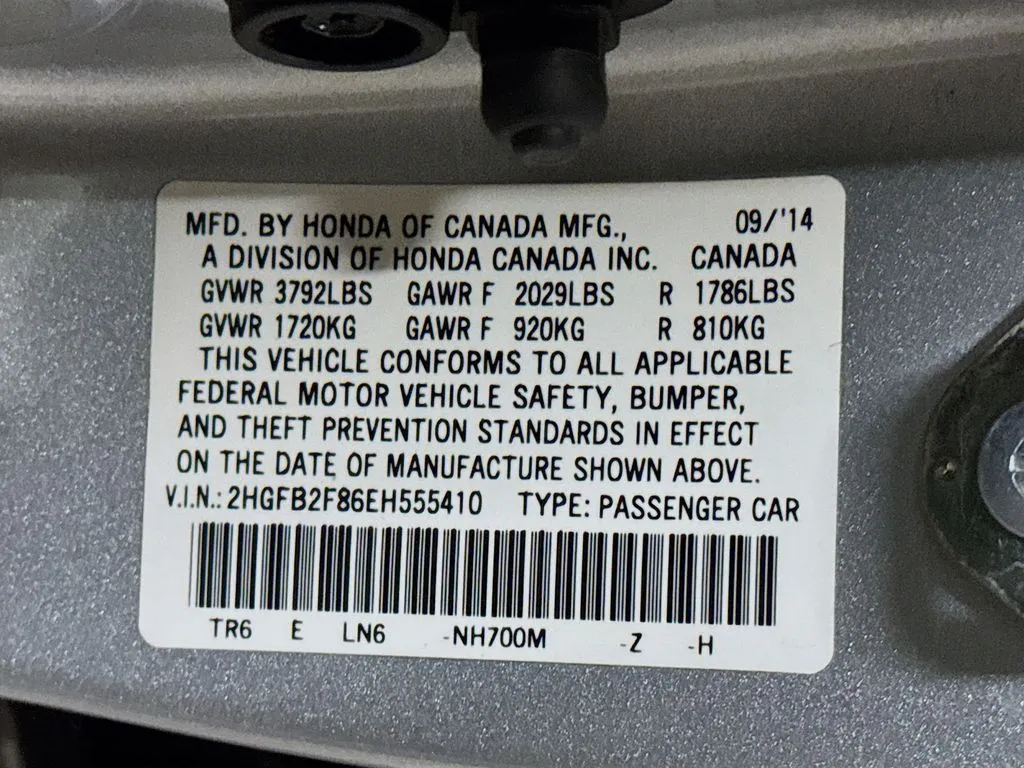 MFD. BY HONDA OF CANADA MFG., 09/'14
A DIVISION OF HONDA CANADA INC. CANADA
GVWR 3792LBS GAWR F 2029LBS R 1786LBS
GVWR 1720KG GAWR F 920KG R 810KG
THIS VEHICLE CONFORMS TO ALL APPLICABLE
FEDERAL MOTOR VEHICLE SAFETY, BUMPER,
AND THEFT PREVENTION STANDARDS IN EFFECT
ON THE DATE OF MANUFACTURE SHOWN ABOVE.
V.I.N.: 2HGFB2F86EH555410 TYPE: PASSENGER CAR
TR6 E LN6 -NH700M -Z -H